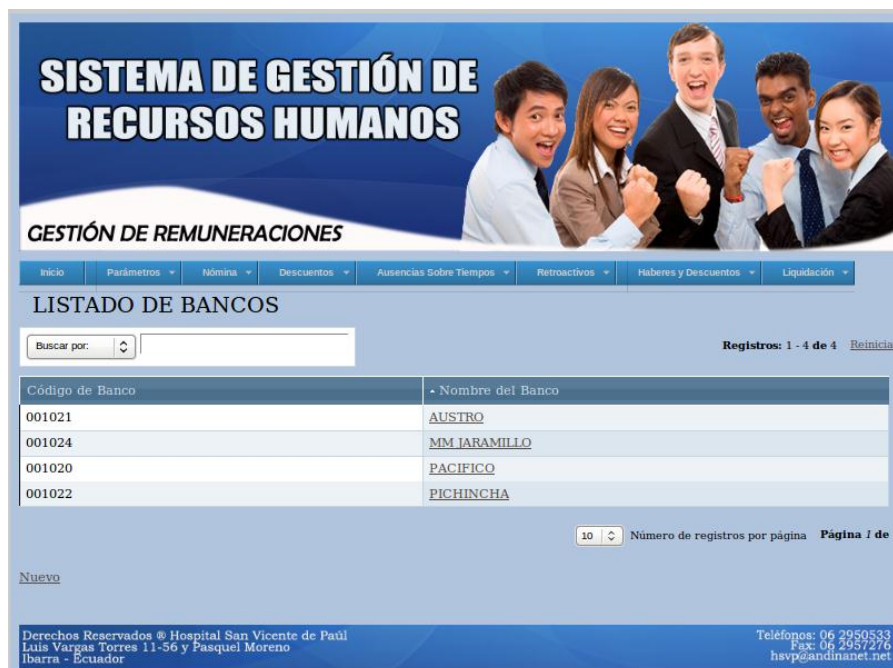 SISTEMA DE GESTIÓN DE
RECURSOS HUMANOS
GESTIÓN DE REMUNERACIONES
Inicio Parámetros Nómina Descuentos Ausencias Sobre Tiempos Retroactivos Haberes y Descuentos Liquidación
LISTADO DE BANCOS
Buscar por: Registros: 1 - 4 de 4 Reinicia
Código de Banco Nombre del Banco
001021 AUSTRO
001024 MM JARAMILLO
001020 PACIFICO
001022 PICHINCHA
10 Número de registros por página Página 1 de
Nuevo
Derechos Reservados ® Hospital San Vicente de Paúl Teléfonos: 06 2950533
Luis Vargas Torres 11-56 y Pasquel Moreno Fax: 06 2957276
Ibarra - Ecuador hsvp@andinanet.net